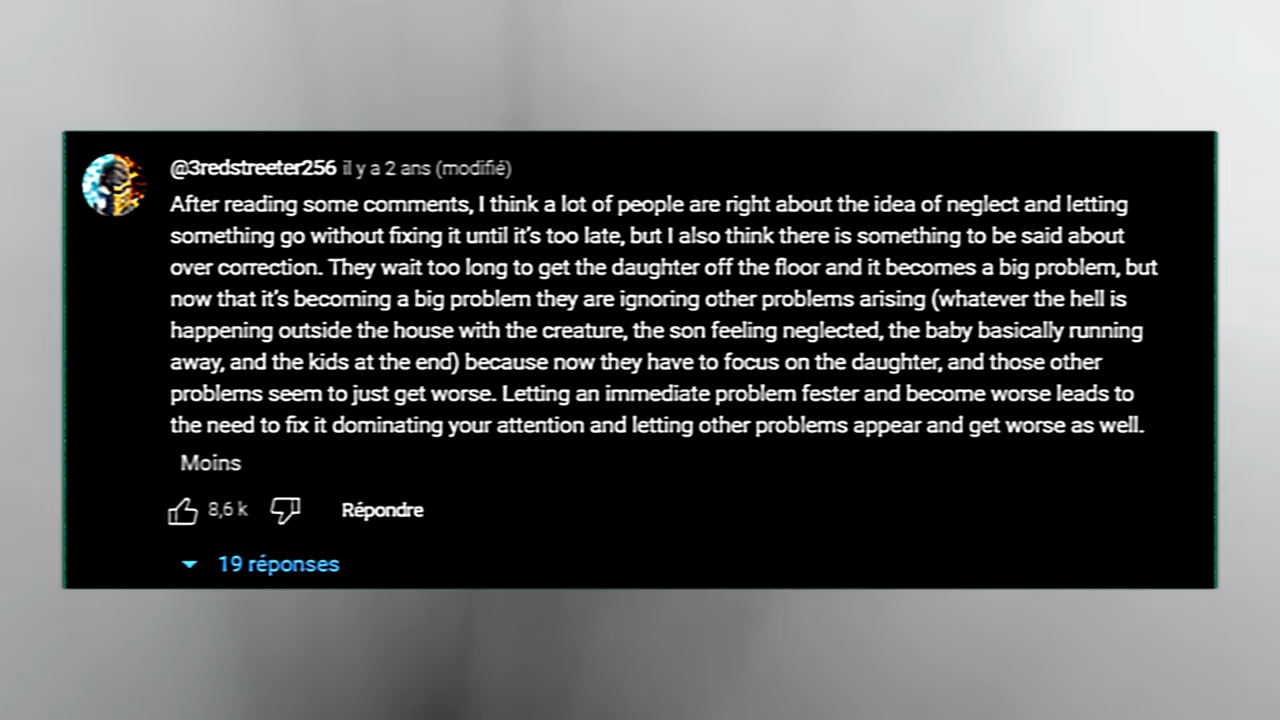 @3redstreeter256 il y a 2 ans (modifié)
After reading some comments, I think a lot of people are right about the idea of neglect and letting
something go without fixing it until it's too late, but I also think there is something to be said about
over correction. They wait too long to get the daughter off the floor and it becomes a big problem, but
now that it's becoming a big problem they are ignoring other problems arising (whatever the hell is
happening outside the house with the creature, the son feeling neglected, the baby basically running
away, and the kids at the end) because now they have to focus on the daughter, and those other
problems seem to just get worse. Letting an immediate problem fester and become worse leads to
the need to fix it dominating your attention and letting other problems appear and get worse as well.
Moins
8,6 k Répondre
19 réponses